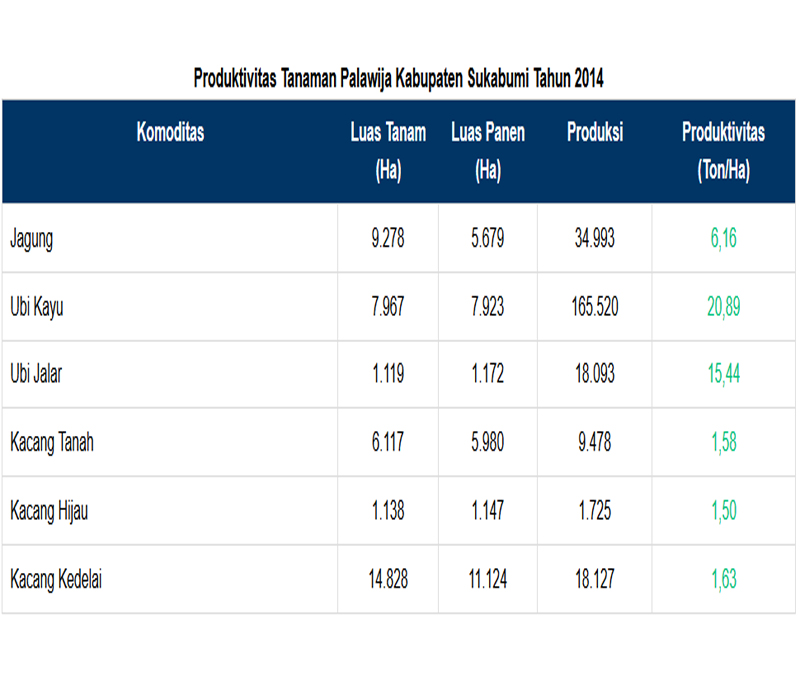 Produktivitas Tanaman Palawija Kabupaten Sukabumi Tahun 2014
Komoditas Luas Tanam (Ha) Luas Panen (Ha) Produksi Produktivitas (Ton/Ha)
Jagung 9.278 5.679 34.993 6,16
Ubi Kayu 7.967 7.923 165.520 20,89
Ubi Jalar 1.119 1.172 18.093 15,44
Kacang Tanah 6.117 5.980 9.478 1,58
Kacang Hijau 1.138 1.147 1.725 1,50
Kacang Kedelai 14.828 11.124 18.127 1,63